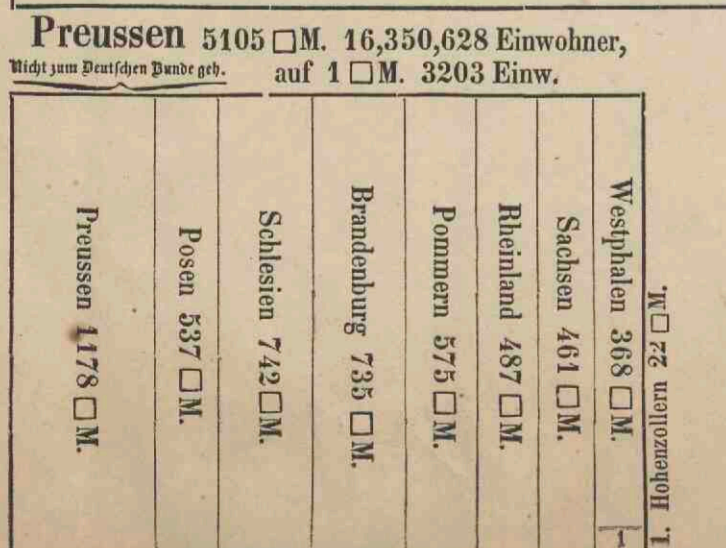 Preussen 5105 □M. 16,350,628 Einwohner,
Nicht zum Deutschen Bunde geh. auf 1 □M. 3203 Einw.
Preussen 1178 □M.
Posen 537 □M.
Schlesien 742 □M.
Brandenburg 735 □M.
Pommern 575 □M.
Rheinland 487 □M.
Sachsen 461 □M.
Westphalen 368 □M.
1
1. Hohenzollern 22 □M.